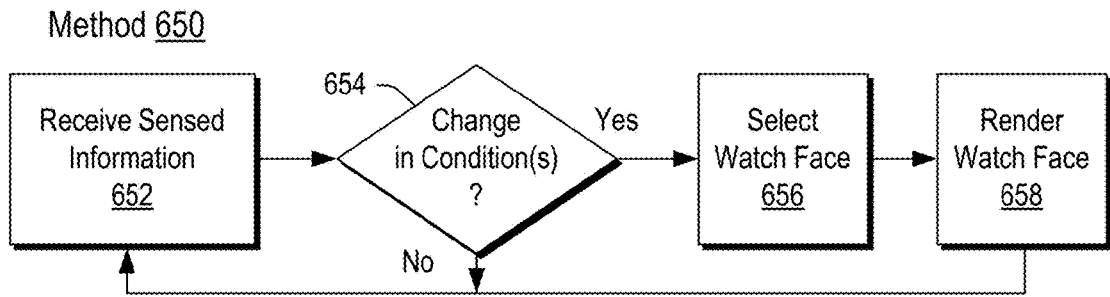 Method 650
Receive Sensed
Information
652
654
Change
in Condition(s)
?
Yes
No
Select
Watch Face
656
Render
Watch Face
658